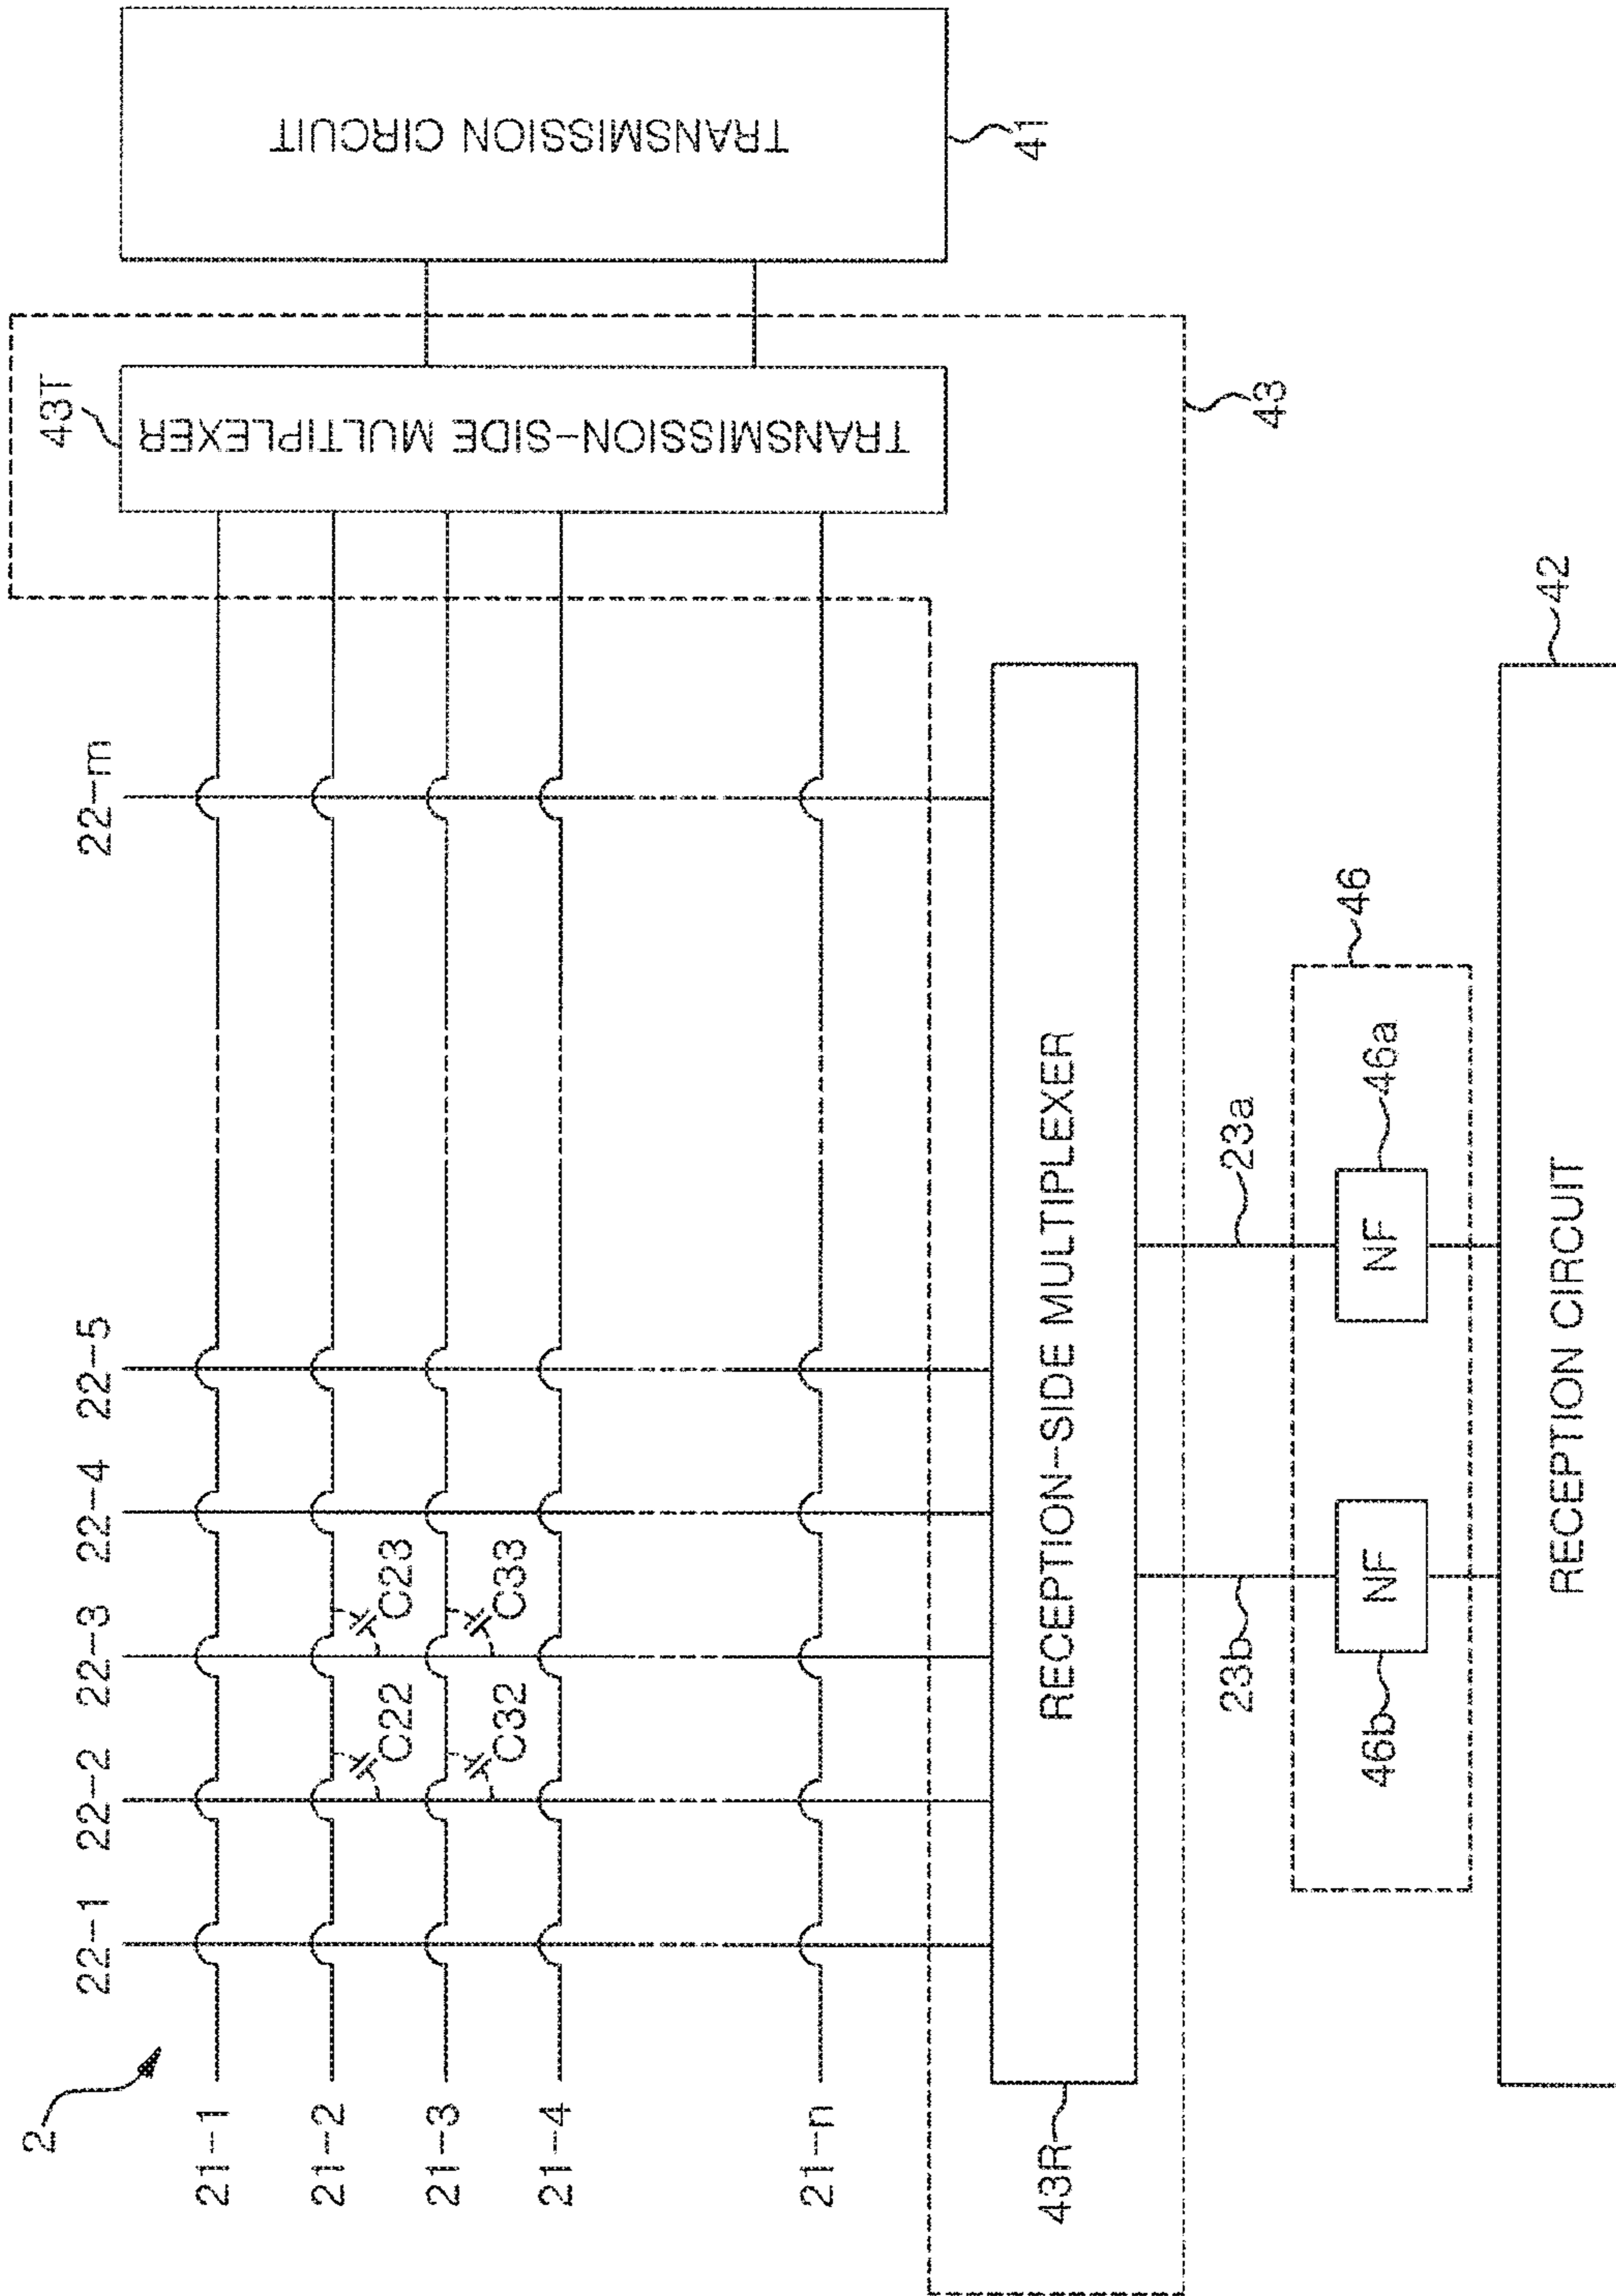 2
22-1
22-2
22-3
22-4
22-5
22-m
43T
TRANSMISSION-SIDE MULTIPLEXER
TRANSMISSION CIRCUIT
41
21-1
21-2
21-3
21-4
21-n
C22
C23
C32
C33
43
43R
RECEPTION-SIDE MULTIPLEXER
23b
23a
46
46b
NF
NF
46a
42
RECEPTION CIRCUIT